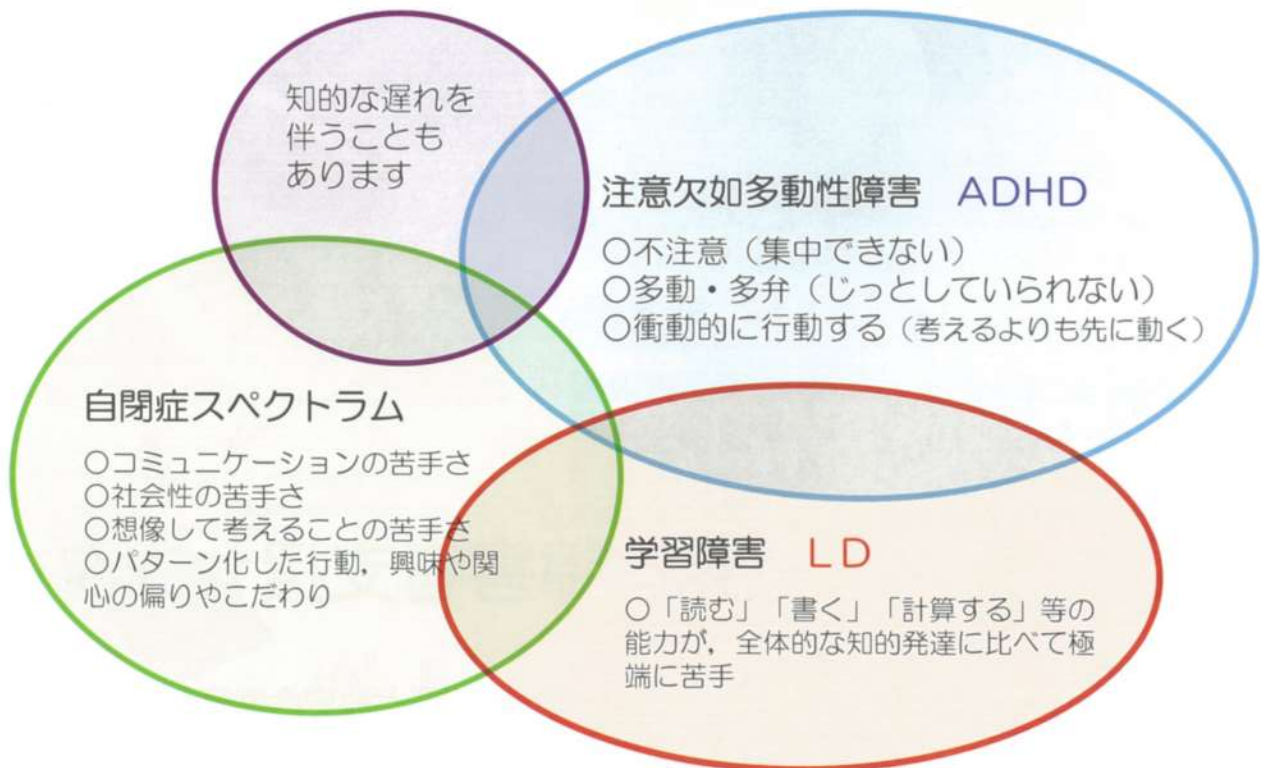 知的な遅れを
伴うことも
あります
注意欠如多動性障害　ADHD
○不注意（集中できない）
○多動・多弁（じっとしていられない）
○衝動的に行動する（考えるよりも先に動く）
自閉症スペクトラム
○コミュニケーションの苦手さ
○社会性の苦手さ
○想像して考えることの苦手さ
○パターン化した行動，興味や関
心の偏りやこだわり
学習障害　LD
○「読む」「書く」「計算する」等の
能力が，全体的な知的発達に比べて極
端に苦手